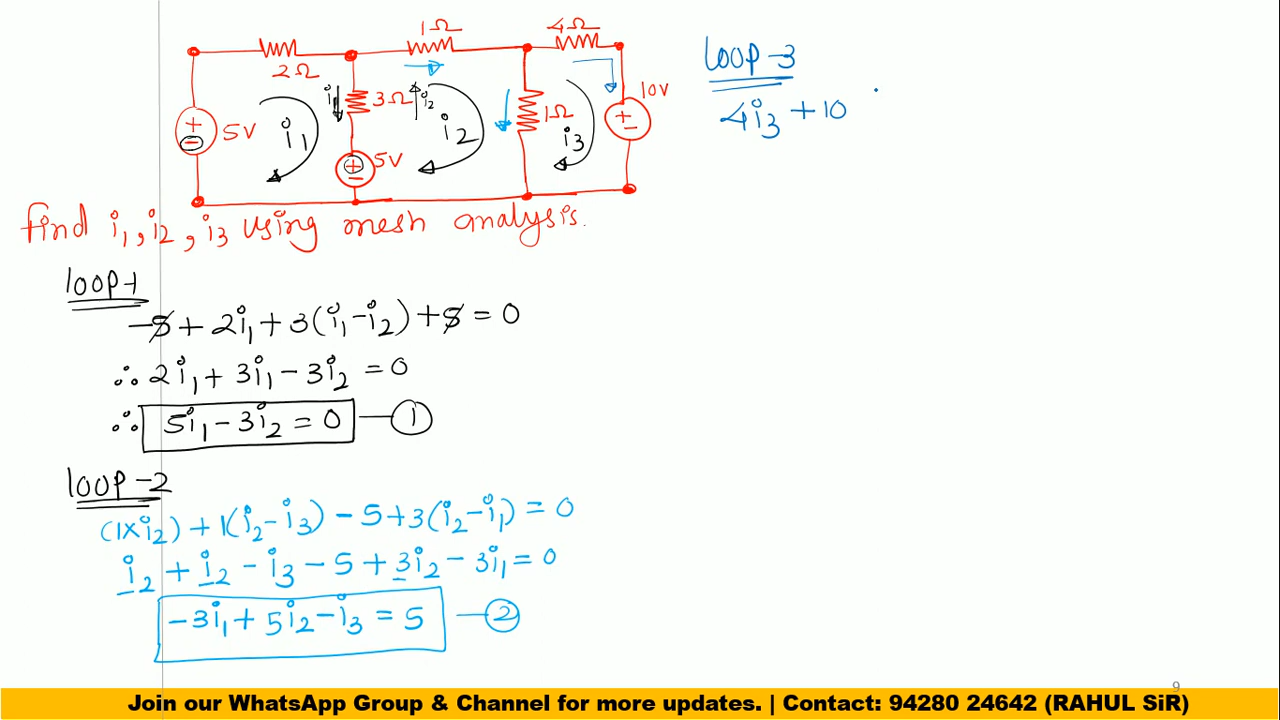 1Ω
4Ω
2Ω
3Ω
i₁
i₂
1Ω
10V
5V
i₁
i₂
i₃
5V
find i₁, i₂, i₃ using mesh analysis.
loop-1
-5 + 2i₁ + 3(i₁ - i₂) + 5 = 0
∴ 2i₁ + 3i₁ - 3i₂ = 0
∴ 5i₁ - 3i₂ = 0 — ①
loop-2
(1×i₂) + 1(i₂ - i₃) - 5 + 3(i₂ - i₁) = 0
i₂ + i₂ - i₃ - 5 + 3i₂ - 3i₁ = 0
-3i₁ + 5i₂ - i₃ = 5 — ②
loop-3
4i₃ + 10
9
Join our WhatsApp Group & Channel for more updates. | Contact: 94280 24642 (RAHUL SiR)